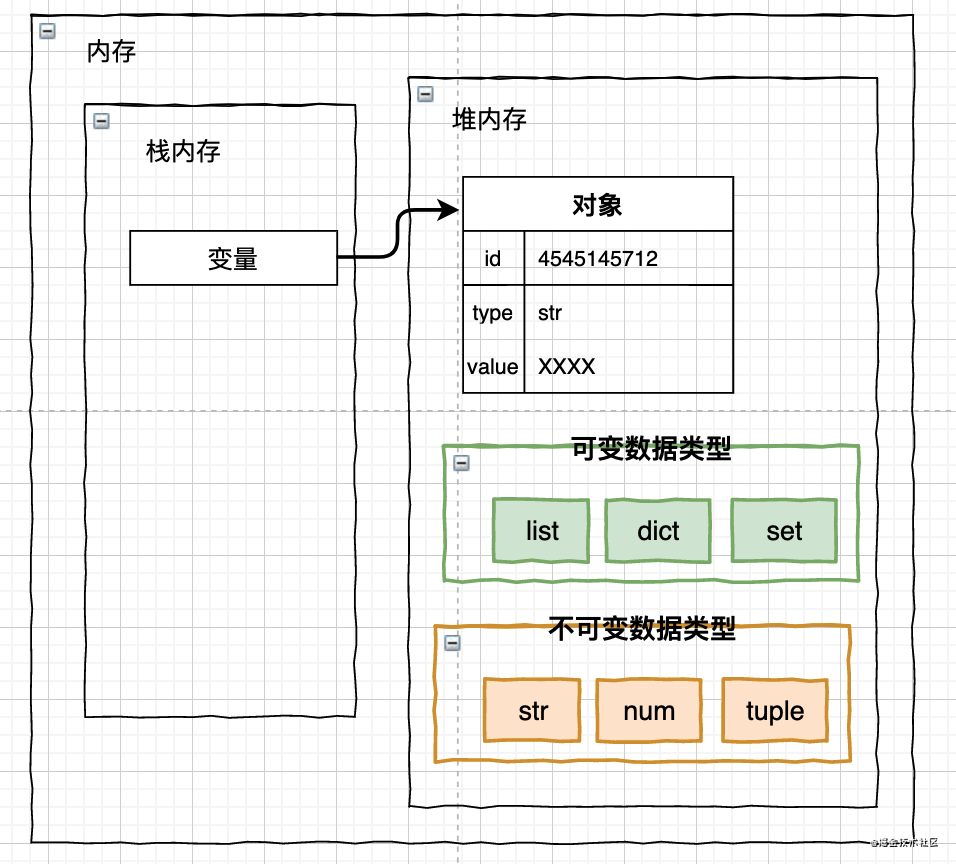 内存
栈内存
变量
堆内存
对象
id 4545145712
type str
value XXXX
可变数据类型
list dict set
不可变数据类型
str num tuple
@掘金技术社区